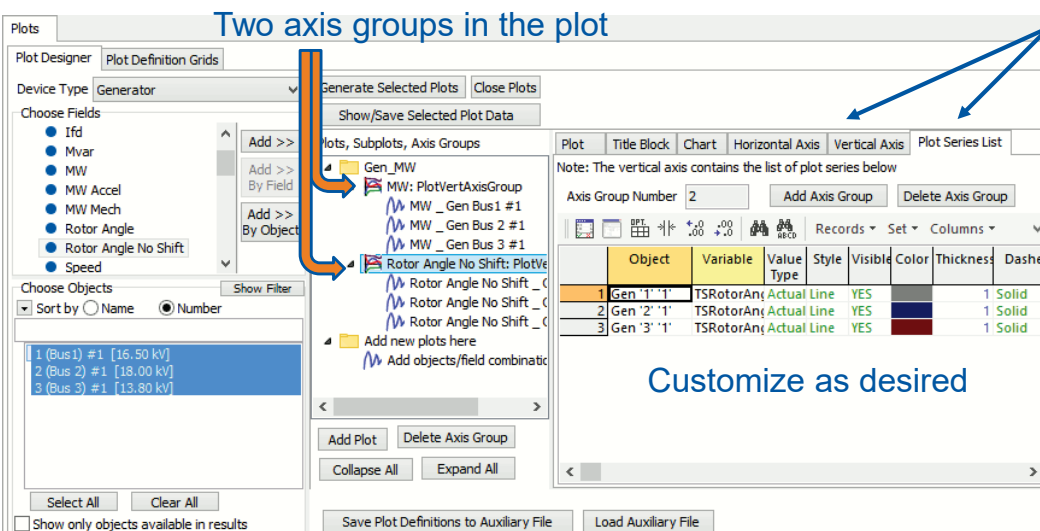 Two axis groups in the plot
Plots
Plot Designer Plot Definition Grids
Device Type Generator
Choose Fields
Ifd
Mvar
MW
MW Accel
MW Mech
Rotor Angle
Rotor Angle No Shift
Speed
Add >>
Add >>
By Field
Add >>
By Object
Choose Objects Show Filter
Sort by Name Number
1 (Bus1) #1 [16.50 kV]
2 (Bus 2) #1 [18.00 kV]
3 (Bus 3) #1 [13.80 kV]
Select All Clear All
Show only objects available in results
Generate Selected Plots Close Plots
Show/Save Selected Plot Data
Plots, Subplots, Axis Groups
Gen_MW
MW: PlotVertAxisGroup
MW _ Gen Bus1 #1
MW _ Gen Bus 2 #1
MW _ Gen Bus 3 #1
Rotor Angle No Shift: PlotVe
Rotor Angle No Shift _ G
Rotor Angle No Shift _ G
Rotor Angle No Shift _ G
Add new plots here
Add objects/field combinatio
Add Plot Delete Axis Group
Collapse All Expand All
Save Plot Definitions to Auxiliary File Load Auxiliary File
Plot Title Block Chart Horizontal Axis Vertical Axis Plot Series List
Note: The vertical axis contains the list of plot series below
Axis Group Number 2 Add Axis Group Delete Axis Group
Records Set Columns
Object Variable Value Type Style Visible Color Thickness Dashe
1 Gen '1' '1' TSRotorAng Actual Line YES 1 Solid
2 Gen '2' '1' TSRotorAng Actual Line YES 1 Solid
3 Gen '3' '1' TSRotorAng Actual Line YES 1 Solid
Customize as desired